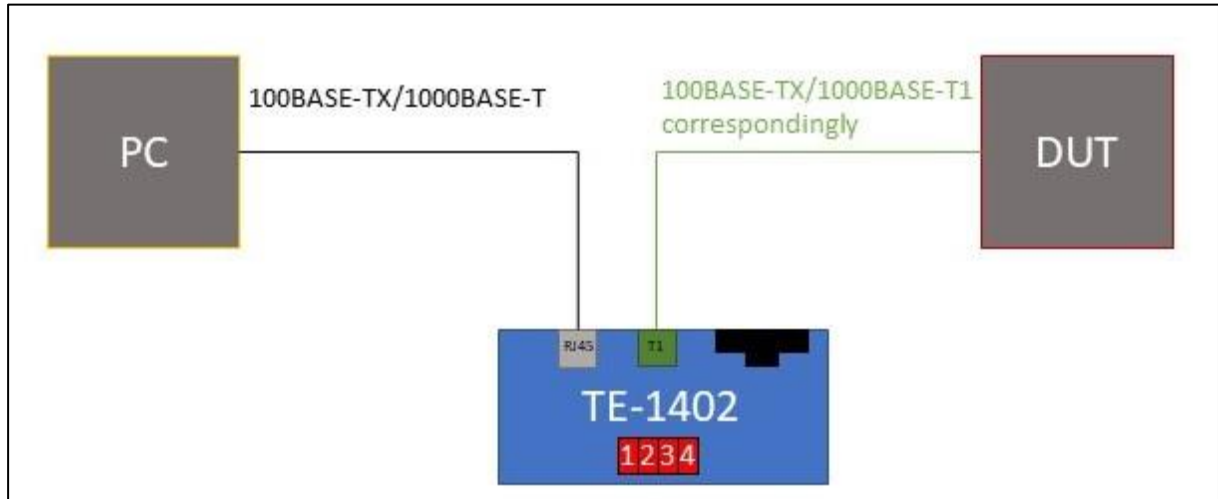 PC
100BASE-TX/1000BASE-T
100BASE-TX/1000BASE-T1
correspondingly
DUT
RJ45
T1
TE-1402
1234